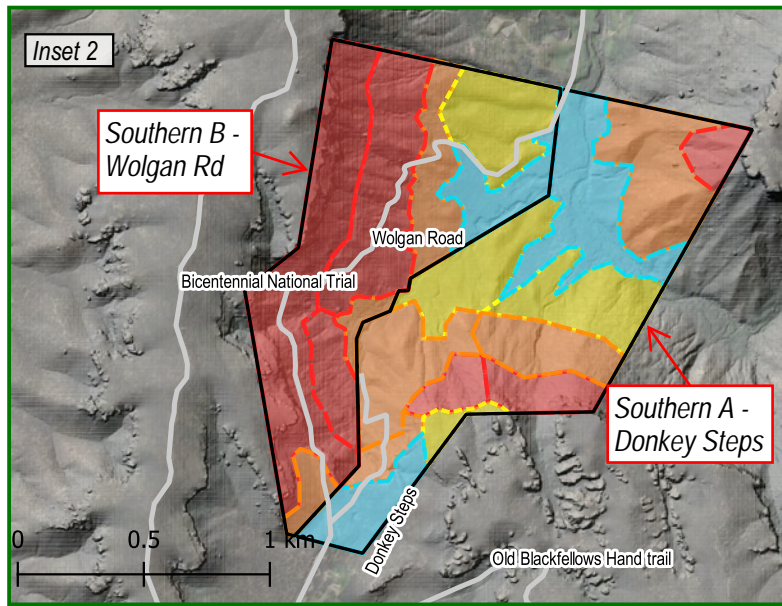 Inset 2
Southern B -
Wolgan Rd
Wolgan Road
Bicentennial National Trial
Southern A -
Donkey Steps
Donkey Steps
Old Blackfellows Hand trail
0 0.5 1 km